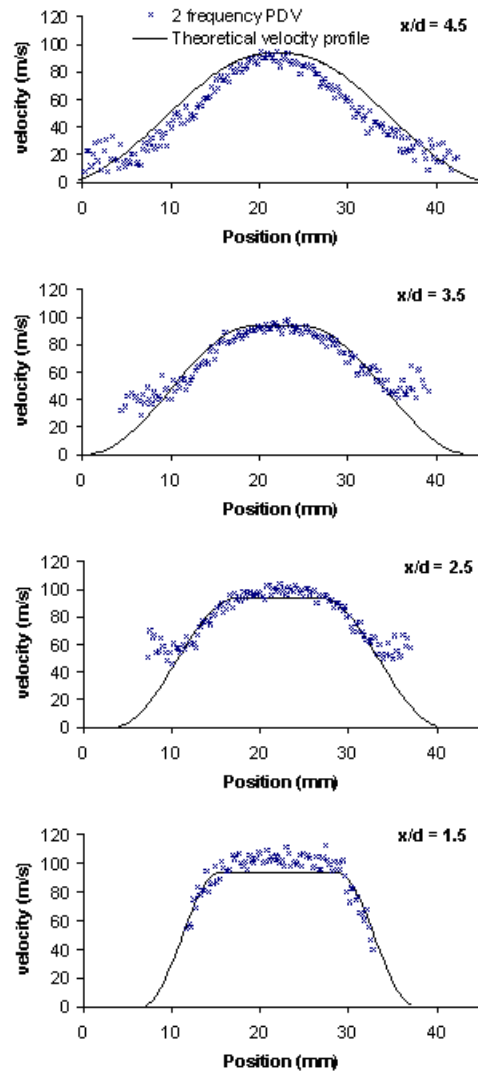 2 frequency PDV
x/d = 4.5
Theoretical velocity profile
velocity (m/s)
120
100
80
60
40
20
0
0 10 20 30 40
Position (mm)
x/d = 3.5
velocity (m/s)
120
100
80
60
40
20
0
0 10 20 30 40
Position (mm)
x/d = 2.5
velocity (m/s)
120
100
80
60
40
20
0
0 10 20 30 40
Position (mm)
x/d = 1.5
velocity (m/s)
120
100
80
60
40
20
0
0 10 20 30 40
Position (mm)